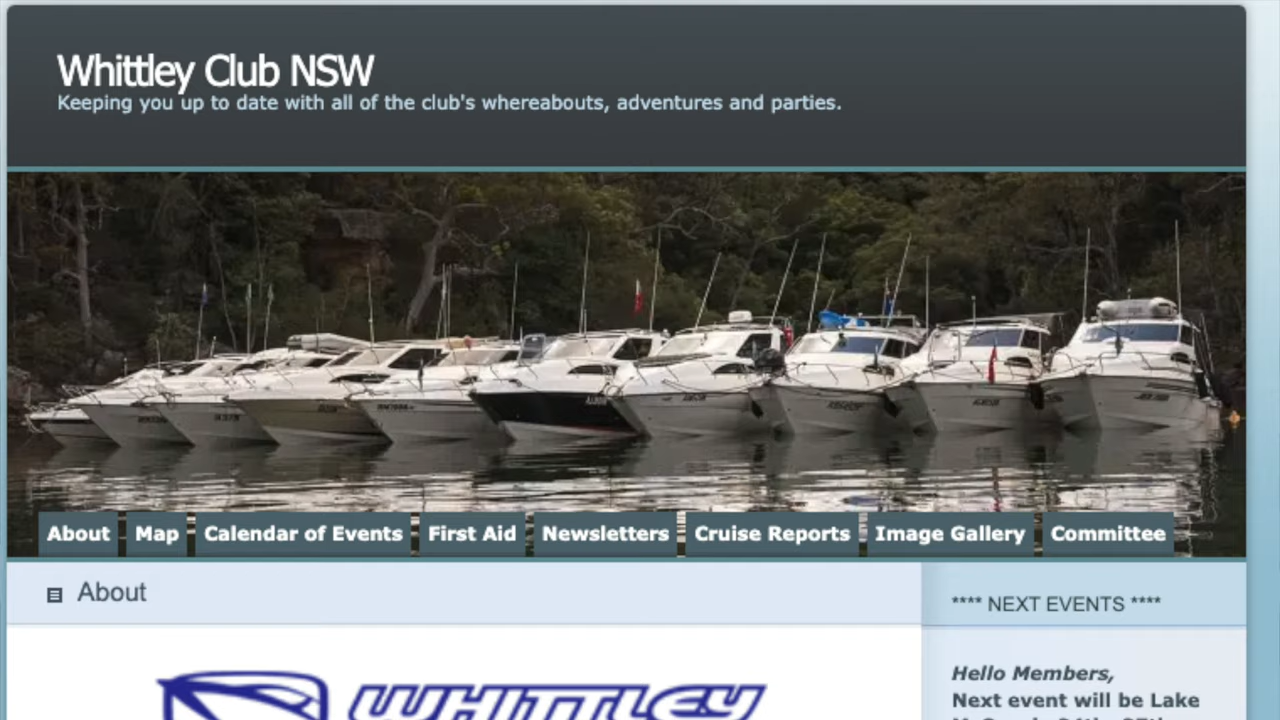 Whittley Club NSW
Keeping you up to date with all of the club's whereabouts, adventures and parties.
About Map Calendar of Events First Aid Newsletters Cruise Reports Image Gallery Committee
About
**** NEXT EVENTS ****
WHITTLEY
Hello Members,
Next event will be Lake